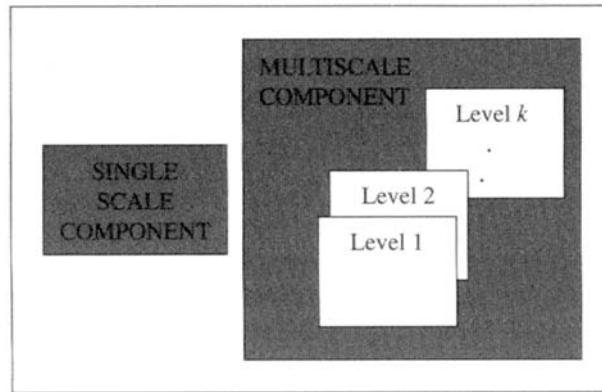 SINGLE
SCALE
COMPONENT
MULTISCALE
COMPONENT
Level k
.
.
Level 2
Level 1